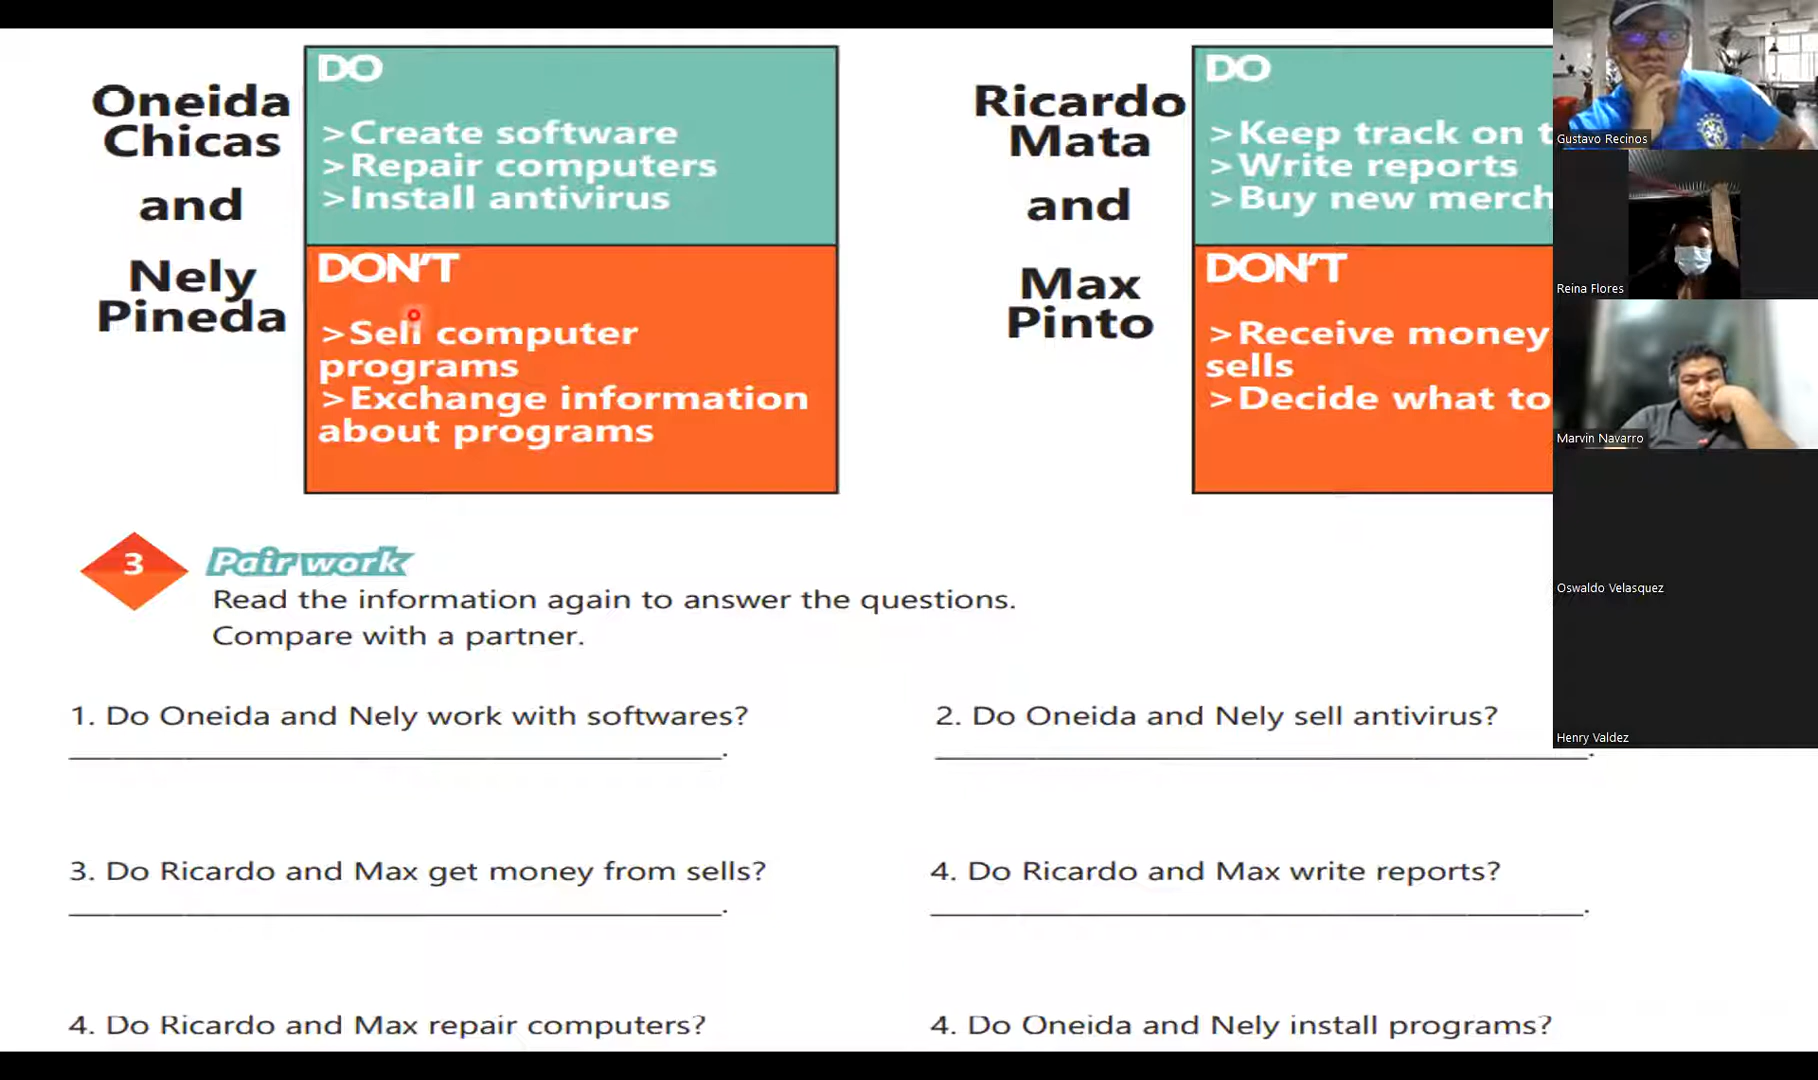 Oneida
Chicas
and
Nely
Pineda
DO
>Create software
>Repair computers
>Install antivirus
DON'T
>Sell computer
programs
>Exchange information
about programs
Ricardo
Mata
and
Max
Pinto
DO
>Keep track on t
>Write reports
>Buy new merch
DON'T
>Receive money
sells
>Decide what to
3
Pair work
Read the information again to answer the questions.
Compare with a partner.
1. Do Oneida and Nely work with softwares?
2. Do Oneida and Nely sell antivirus?
3. Do Ricardo and Max get money from sells?
4. Do Ricardo and Max write reports?
4. Do Ricardo and Max repair computers?
4. Do Oneida and Nely install programs?
Gustavo Recinos
Reina Flores
Marvin Navarro
Oswaldo Velasquez
Henry Valdez